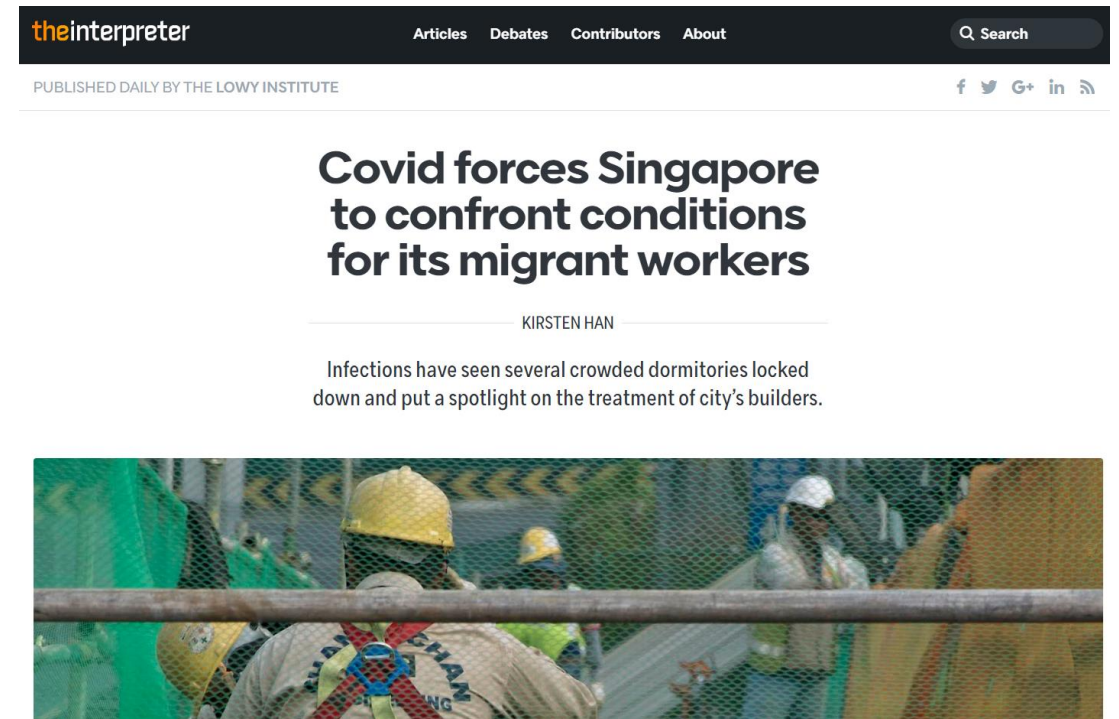 theinterpreter
Articles Debates Contributors About
Search
PUBLISHED DAILY BY THE LOWY INSTITUTE
Covid forces Singapore
to confront conditions
for its migrant workers
KIRSTEN HAN
Infections have seen several crowded dormitories locked
down and put a spotlight on the treatment of city’s builders.